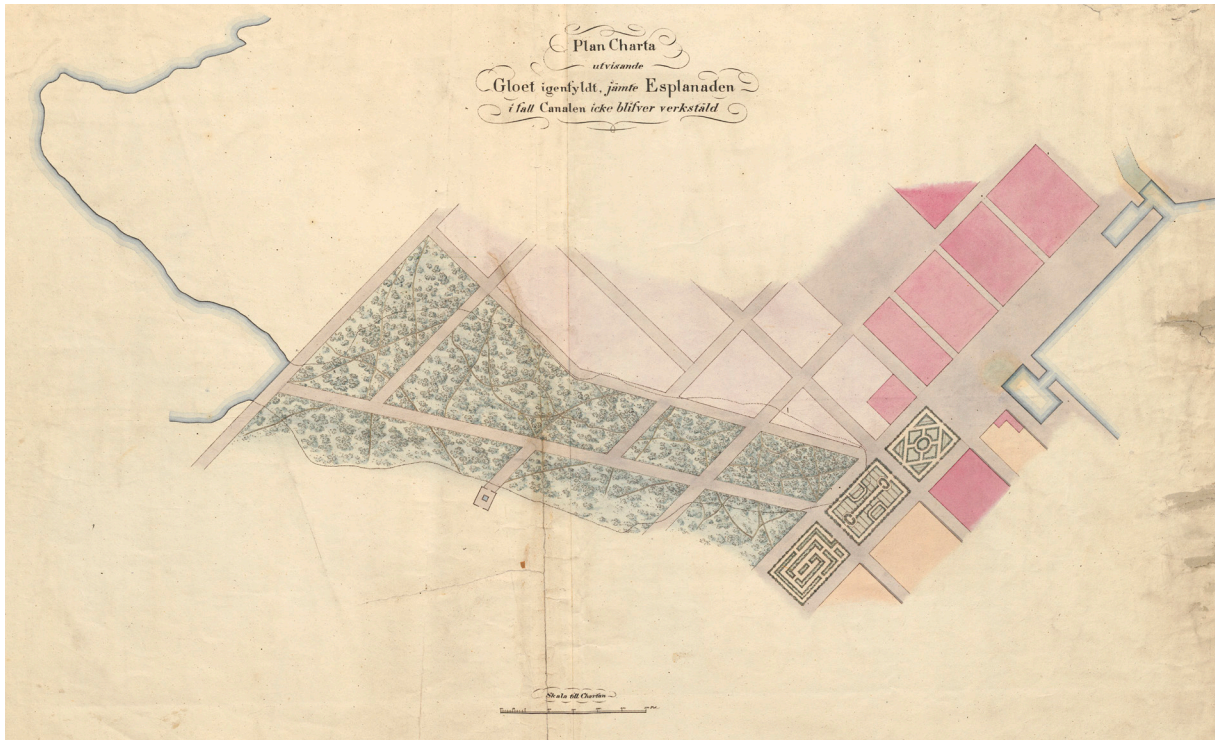 Plan Charta
utvisande
Gloet igenfyldt, jämte Esplanaden
i fall Canalen icke blifver verkstäld
Skala till Chartan